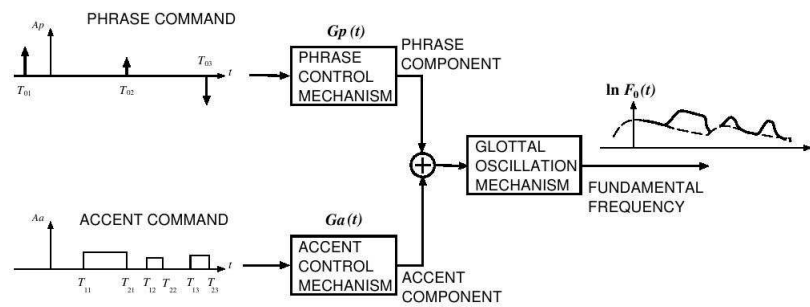 PHRASE COMMAND
Ap
t
T01
T02
T03
Gp(t)
PHRASE
CONTROL
MECHANISM
PHRASE
COMPONENT
ln F0(t)
+
GLOTTAL
OSCILLATION
MECHANISM
FUNDAMENTAL
FREQUENCY
ACCENT COMMAND
Aa
t
T11
T21
T12
T22
T13
T23
Ga(t)
ACCENT
CONTROL
MECHANISM
ACCENT
COMPONENT